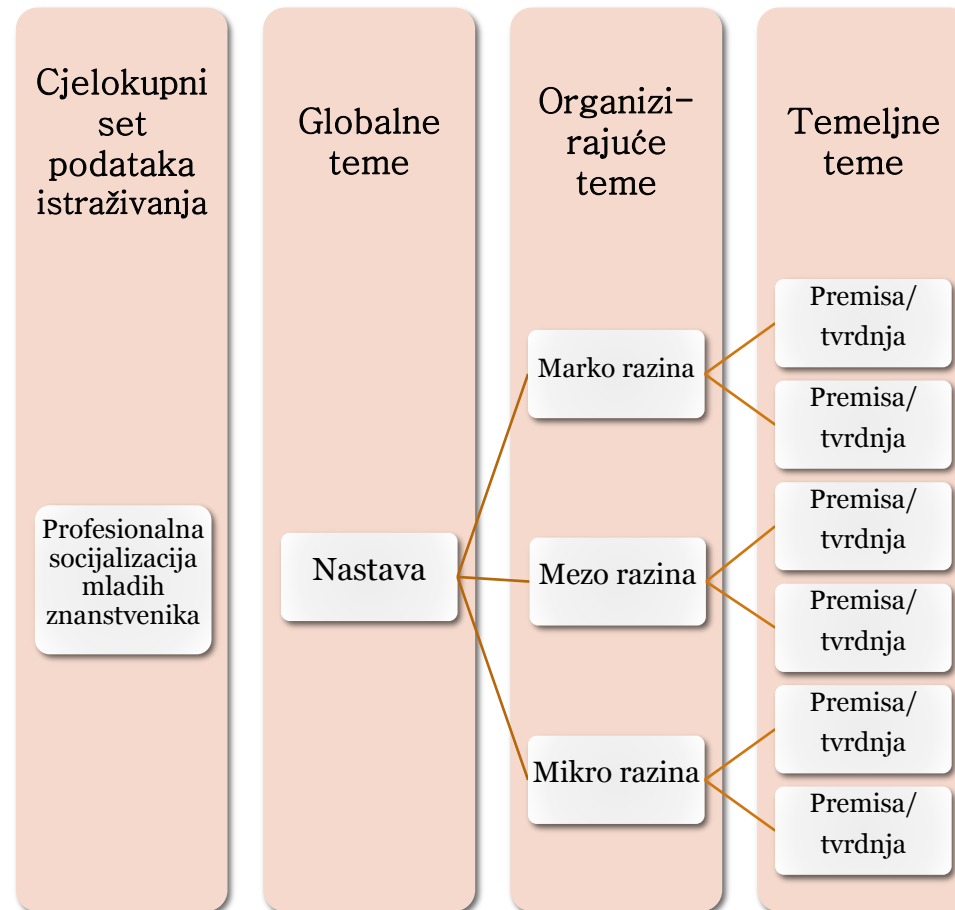 Cjelokupni
set
podataka
istraživanja
Globalne
teme
Organizi-
rajuće
teme
Temeljne
teme
Profesionalna
socijalizacija
mladih
znanstvenika
Nastava
Marko razina
Mezo razina
Mikro razina
Premisa/
tvrdnja
Premisa/
tvrdnja
Premisa/
tvrdnja
Premisa/
tvrdnja
Premisa/
tvrdnja
Premisa/
tvrdnja